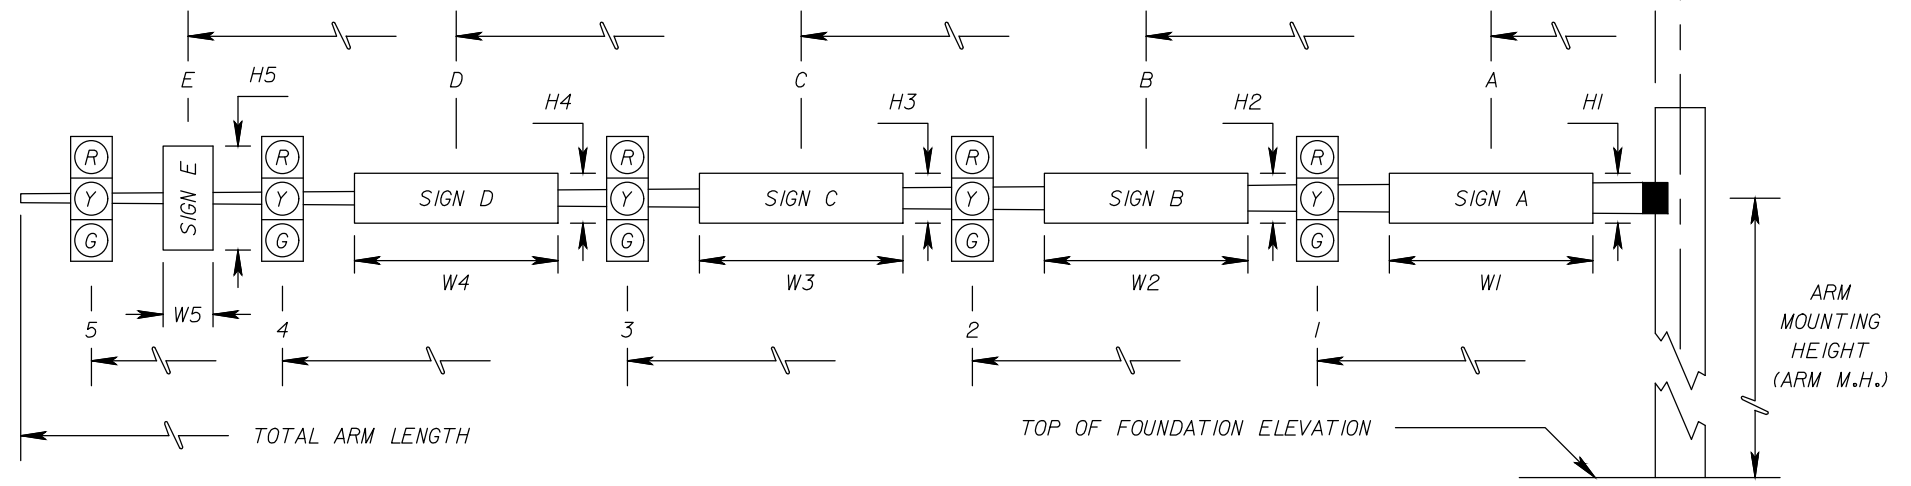 E D C B A
H5 H4 H3 H2 H1
R R R R R
Y SIGN E Y SIGN D Y SIGN C Y SIGN B Y SIGN A
G G G G G
W5 W4 W3 W2 W1
5 4 3 2 1
ARM
MOUNTING
HEIGHT
(ARM M.H.)
TOTAL ARM LENGTH
TOP OF FOUNDATION ELEVATION